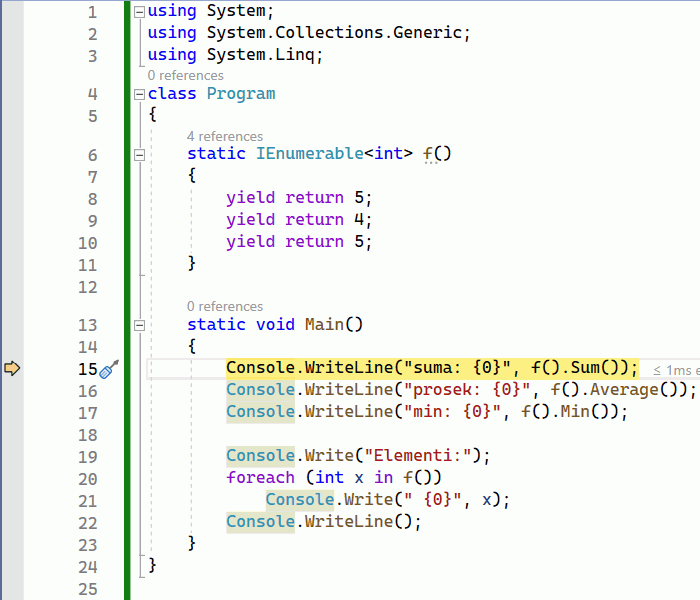 1 using System;
2 using System.Collections.Generic;
3 using System.Linq;
0 references
4 class Program
5 {
4 references
6 static IEnumerable<int> f()
7 {
8 yield return 5;
9 yield return 4;
10 yield return 5;
11 }
12
0 references
13 static void Main()
14 {
15 Console.WriteLine("suma: {0}", f().Sum()); ≤ 1ms e
16 Console.WriteLine("prosek: {0}", f().Average());
17 Console.WriteLine("min: {0}", f().Min());
18
19 Console.Write("Elementi:");
20 foreach (int x in f())
21 Console.Write(" {0}", x);
22 Console.WriteLine();
23 }
24 }
25